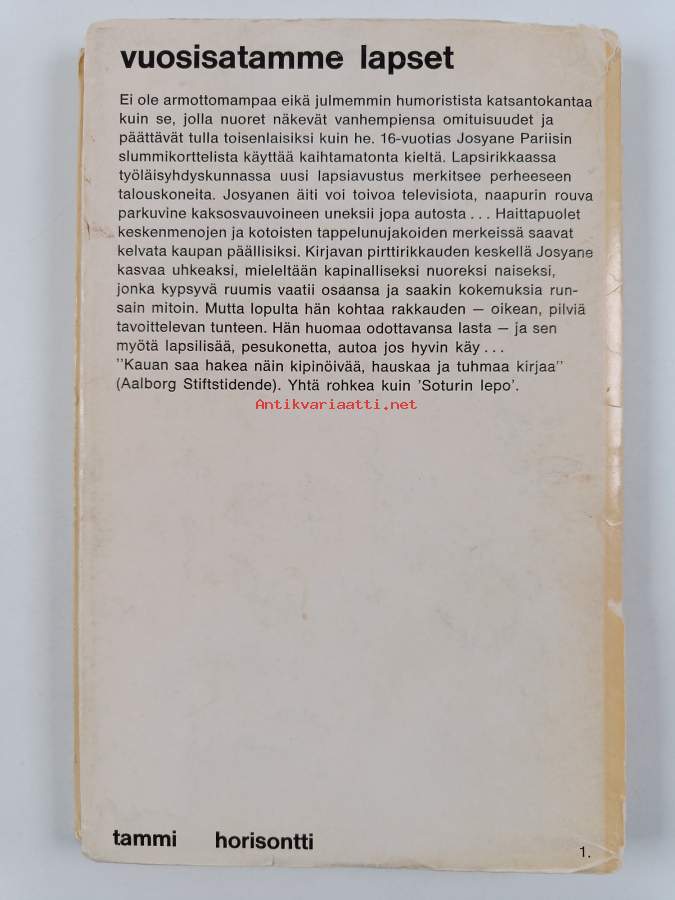 vuosisatamme lapset
Ei ole armottomampaa eikä julmemmin humoristista katsantokantaa
kuin se, jolla nuoret näkevät vanhempiensa omituisuudet ja
päättävät tulla toisenlaisiksi kuin he. 16-vuotias Josyane Pariisin
slummikorttelista käyttää kaihtamatonta kieltä. Lapsirikkaassa
työläisyhdyskunnassa uusi lapsiavustus merkitsee perheeseen
talouskoneita. Josyanen äiti voi toivoa televisiota, naapurin rouva
parkuvine kaksosvauvoineen uneksii jopa autosta . . . Haittapuolet
keskenmenojen ja kotoisten tappelunujakoiden merkeissä saavat
kelvata kaupan päällisiksi. Kirjavan pirttirikkauden keskellä Josyane
kasvaa uhkeaksi, mieleltään kapinalliseksi nuoreksi naiseksi,
jonka kypsyvä ruumis vaatii osaansa ja saakin kokemuksia run-
sain mitoin. Mutta lopulta hän kohtaa rakkauden – oikean, pilviä
tavoittelevan tunteen. Hän huomaa odottavansa lasta – ja sen
myötä lapsilisää, pesukonetta, autoa jos hyvin käy . . .
"Kauan saa hakea näin kipinöivää, hauskaa ja tuhmaa kirjaa"
(Aalborg Stiftstidende). Yhtä rohkea kuin 'Soturin lepo'.
Antikvariaatti.net
tammi horisontti
1.